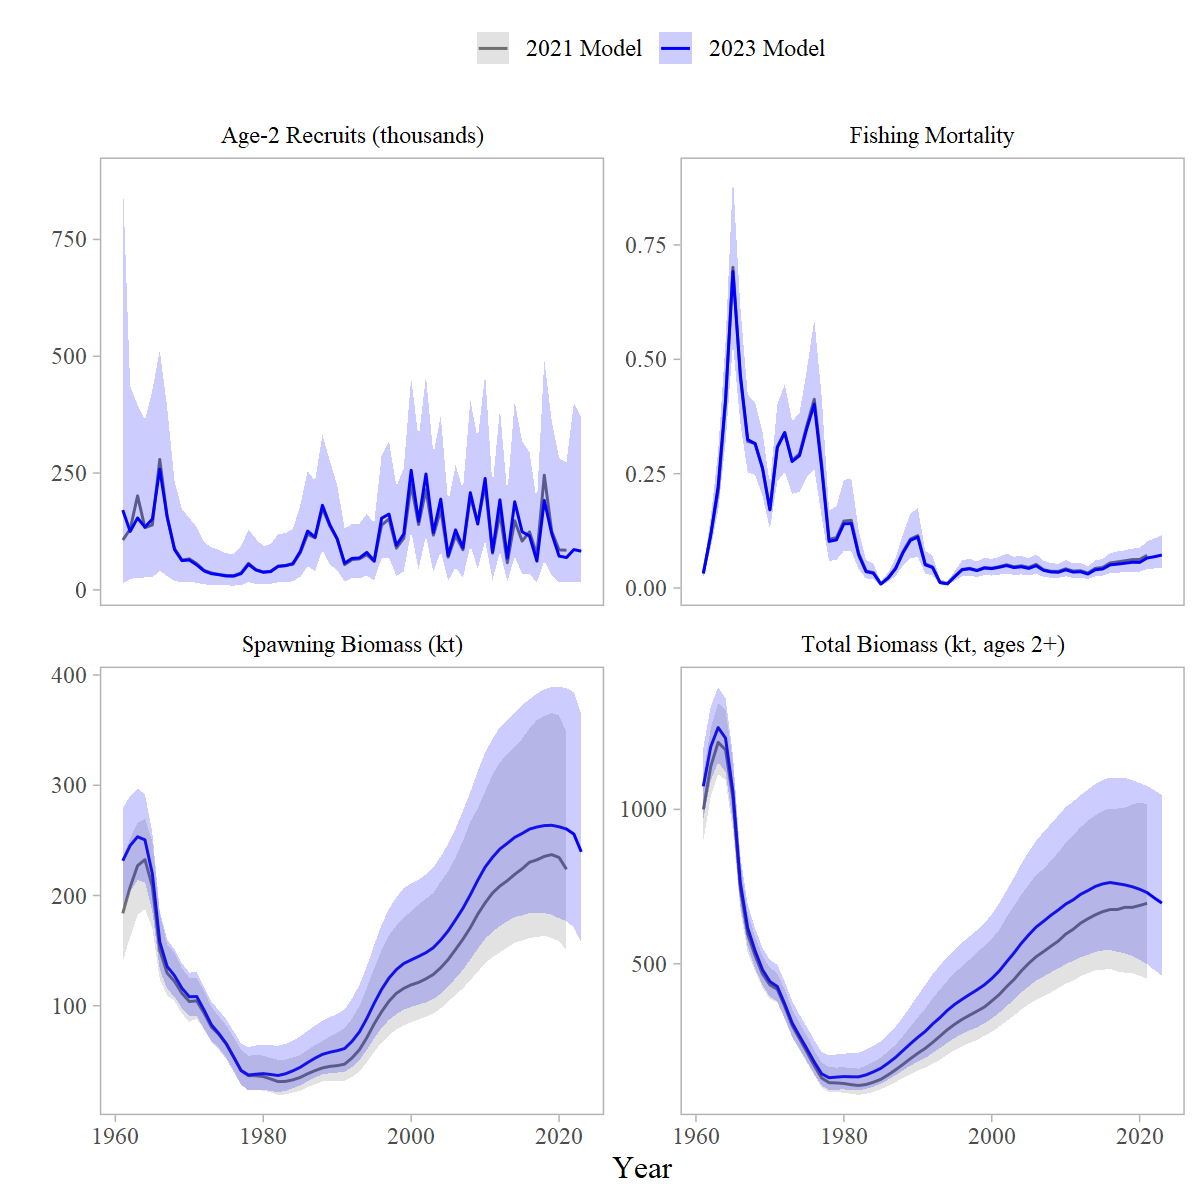 2021 Model 2023 Model
Age-2 Recruits (thousands)
750
500
250
0
Fishing Mortality
0.75
0.50
0.25
0.00
Spawning Biomass (kt)
400
300
200
100
1960 1980 2000 2020
Total Biomass (kt, ages 2+)
1000
500
1960 1980 2000 2020
Year